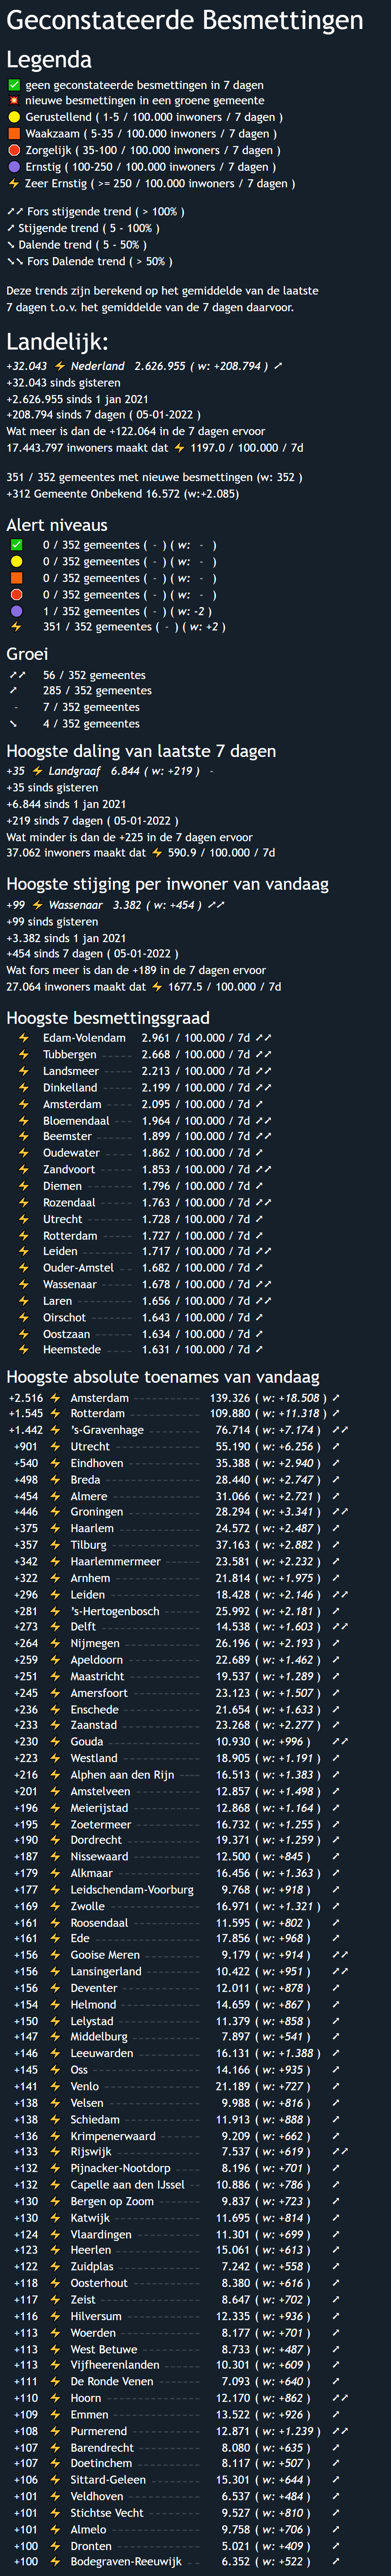 Geconstateerde Besmettingen
Legenda
geen geconstateerde besmettingen in 7 dagen
nieuwe besmettingen in een groene gemeente
Gerustellend ( 1-5 / 100.000 inwoners / 7 dagen )
Waakzaam ( 5-35 / 100.000 inwoners / 7 dagen )
Zorgelijk ( 35-100 / 100.000 inwoners / 7 dagen )
Ernstig ( 100-250 / 100.000 inwoners / 7 dagen )
⚡ Zeer Ernstig ( >= 250 / 100.000 inwoners / 7 dagen )
↗↗ Fors stijgende trend ( > 100% )
↗ Stijgende trend ( 5 - 100% )
↘ Dalende trend ( 5 - 50% )
↘↘ Fors Dalende trend ( > 50% )
Deze trends zijn berekend op het gemiddelde van de laatste
7 dagen t.o.v. het gemiddelde van de 7 dagen daarvoor.
Landelijk:
+32.043 ⚡ Nederland 2.626.955 ( w: +208.794 ) ↗
+32.043 sinds gisteren
+2.626.955 sinds 1 jan 2021
+208.794 sinds 7 dagen ( 05-01-2022 )
Wat meer is dan de +122.064 in de 7 dagen ervoor
17.443.797 inwoners maakt dat ⚡ 1197.0 / 100.000 / 7d
351 / 352 gemeentes met nieuwe besmettingen (w: 352 )
+312 Gemeente Onbekend 16.572 (w:+2.085)
Alert niveaus
0 / 352 gemeentes ( - ) ( w: - )
0 / 352 gemeentes ( - ) ( w: - )
0 / 352 gemeentes ( - ) ( w: - )
0 / 352 gemeentes ( - ) ( w: - )
1 / 352 gemeentes ( - ) ( w: -2 )
⚡ 351 / 352 gemeentes ( - ) ( w: +2 )
Groei
↗↗ 56 / 352 gemeentes
↗ 285 / 352 gemeentes
- 7 / 352 gemeentes
↘ 4 / 352 gemeentes
Hoogste daling van laatste 7 dagen
+35 ⚡ Landgraaf 6.844 ( w: +219 ) -
+35 sinds gisteren
+6.844 sinds 1 jan 2021
+219 sinds 7 dagen ( 05-01-2022 )
Wat minder is dan de +225 in de 7 dagen ervoor
37.062 inwoners maakt dat ⚡ 590.9 / 100.000 / 7d
Hoogste stijging per inwoner van vandaag
+99 ⚡ Wassenaar 3.382 ( w: +454 ) ↗↗
+99 sinds gisteren
+3.382 sinds 1 jan 2021
+454 sinds 7 dagen ( 05-01-2022 )
Wat fors meer is dan de +189 in de 7 dagen ervoor
27.064 inwoners maakt dat ⚡ 1677.5 / 100.000 / 7d
Hoogste besmettingsgraad
⚡ Edam-Volendam 2.961 / 100.000 / 7d ↗↗
⚡ Tubbergen 2.668 / 100.000 / 7d ↗↗
⚡ Landsmeer 2.213 / 100.000 / 7d ↗↗
⚡ Dinkelland 2.199 / 100.000 / 7d ↗↗
⚡ Amsterdam 2.095 / 100.000 / 7d ↗
⚡ Bloemendaal 1.964 / 100.000 / 7d ↗↗
⚡ Beemster 1.899 / 100.000 / 7d ↗↗
⚡ Oudewater 1.862 / 100.000 / 7d ↗
⚡ Zandvoort 1.853 / 100.000 / 7d ↗↗
⚡ Diemen 1.796 / 100.000 / 7d ↗
⚡ Rozendaal 1.763 / 100.000 / 7d ↗↗
⚡ Utrecht 1.728 / 100.000 / 7d ↗
⚡ Rotterdam 1.727 / 100.000 / 7d ↗
⚡ Leiden 1.717 / 100.000 / 7d ↗↗
⚡ Ouder-Amstel 1.682 / 100.000 / 7d ↗
⚡ Wassenaar 1.678 / 100.000 / 7d ↗↗
⚡ Laren 1.656 / 100.000 / 7d ↗↗
⚡ Oirschot 1.643 / 100.000 / 7d ↗
⚡ Oostzaan 1.634 / 100.000 / 7d ↗
⚡ Heemstede 1.631 / 100.000 / 7d ↗
Hoogste absolute toenames van vandaag
+2.516 ⚡ Amsterdam 139.326 ( w: +18.508 ) ↗
+1.545 ⚡ Rotterdam 109.880 ( w: +11.318 ) ↗
+1.442 ⚡ 's-Gravenhage 76.714 ( w: +7.174 ) ↗↗
+901 ⚡ Utrecht 55.190 ( w: +6.256 ) ↗
+540 ⚡ Eindhoven 35.388 ( w: +2.940 ) ↗
+498 ⚡ Breda 28.440 ( w: +2.747 ) ↗
+454 ⚡ Almere 31.066 ( w: +2.721 ) ↗
+446 ⚡ Groningen 28.294 ( w: +3.341 ) ↗↗
+375 ⚡ Haarlem 24.572 ( w: +2.487 ) ↗
+357 ⚡ Tilburg 37.163 ( w: +2.882 ) ↗
+342 ⚡ Haarlemmermeer 23.581 ( w: +2.232 ) ↗
+322 ⚡ Arnhem 21.814 ( w: +1.975 ) ↗
+296 ⚡ Leiden 18.428 ( w: +2.146 ) ↗↗
+281 ⚡ 's-Hertogenbosch 25.992 ( w: +2.181 ) ↗
+273 ⚡ Delft 14.538 ( w: +1.603 ) ↗↗
+264 ⚡ Nijmegen 26.196 ( w: +2.193 ) ↗
+259 ⚡ Apeldoorn 22.689 ( w: +1.462 ) ↗
+251 ⚡ Maastricht 19.537 ( w: +1.289 ) ↗
+245 ⚡ Amersfoort 23.123 ( w: +1.507 ) ↗
+236 ⚡ Enschede 21.654 ( w: +1.633 ) ↗
+233 ⚡ Zaanstad 23.268 ( w: +2.277 ) ↗
+230 ⚡ Gouda 10.930 ( w: +996 ) ↗↗
+223 ⚡ Westland 18.905 ( w: +1.191 ) ↗
+216 ⚡ Alphen aan den Rijn 16.513 ( w: +1.383 ) ↗
+201 ⚡ Amstelveen 12.857 ( w: +1.498 ) ↗
+196 ⚡ Meierijstad 12.868 ( w: +1.164 ) ↗
+195 ⚡ Zoetermeer 16.732 ( w: +1.255 ) ↗
+190 ⚡ Dordrecht 19.371 ( w: +1.259 ) ↗
+187 ⚡ Nissewaard 12.500 ( w: +845 ) ↗
+179 ⚡ Alkmaar 16.456 ( w: +1.363 ) ↗
+177 ⚡ Leidschendam-Voorburg 9.768 ( w: +918 ) ↗
+169 ⚡ Zwolle 16.971 ( w: +1.321 ) ↗
+161 ⚡ Roosendaal 11.595 ( w: +802 ) ↗
+161 ⚡ Ede 17.856 ( w: +968 ) ↗
+156 ⚡ Gooise Meren 9.179 ( w: +914 ) ↗↗
+156 ⚡ Lansingerland 10.422 ( w: +951 ) ↗↗
+156 ⚡ Deventer 12.011 ( w: +878 ) ↗
+154 ⚡ Helmond 14.659 ( w: +867 ) ↗
+150 ⚡ Lelystad 11.379 ( w: +858 ) ↗
+147 ⚡ Middelburg 7.897 ( w: +541 ) ↗
+146 ⚡ Leeuwarden 16.131 ( w: +1.388 ) ↗
+145 ⚡ Oss 14.166 ( w: +935 ) ↗
+141 ⚡ Venlo 21.189 ( w: +727 ) ↗
+138 ⚡ Velsen 9.988 ( w: +816 ) ↗
+138 ⚡ Schiedam 11.913 ( w: +888 ) ↗
+136 ⚡ Krimpenerwaard 9.209 ( w: +662 ) ↗
+133 ⚡ Rijswijk 7.537 ( w: +619 ) ↗↗
+132 ⚡ Pijnacker-Nootdorp 8.196 ( w: +701 ) ↗
+132 ⚡ Capelle aan den IJssel 10.886 ( w: +786 ) ↗
+130 ⚡ Bergen op Zoom 9.837 ( w: +723 ) ↗
+130 ⚡ Katwijk 11.695 ( w: +814 ) ↗
+124 ⚡ Vlaardingen 11.301 ( w: +699 ) ↗
+123 ⚡ Heerlen 15.061 ( w: +613 ) ↗
+122 ⚡ Zuidplas 7.242 ( w: +558 ) ↗
+118 ⚡ Oosterhout 8.380 ( w: +616 ) ↗
+117 ⚡ Zeist 8.647 ( w: +702 ) ↗
+116 ⚡ Hilversum 12.335 ( w: +936 ) ↗
+113 ⚡ Woerden 8.177 ( w: +701 ) ↗
+113 ⚡ West Betuwe 8.733 ( w: +487 ) ↗
+113 ⚡ Vijfheerenlanden 10.301 ( w: +609 ) ↗
+111 ⚡ De Ronde Venen 7.093 ( w: +640 ) ↗
+110 ⚡ Hoorn 12.170 ( w: +862 ) ↗↗
+109 ⚡ Emmen 13.522 ( w: +926 ) ↗
+108 ⚡ Purmerend 12.871 ( w: +1.239 ) ↗↗
+107 ⚡ Barendrecht 8.080 ( w: +635 ) ↗
+107 ⚡ Doetinchem 8.117 ( w: +507 ) ↗
+106 ⚡ Sittard-Geleen 15.301 ( w: +644 ) ↗
+101 ⚡ Veldhoven 6.537 ( w: +484 ) ↗
+101 ⚡ Stichtse Vecht 9.527 ( w: +810 ) ↗
+101 ⚡ Almelo 9.758 ( w: +706 ) ↗
+100 ⚡ Dronten 5.021 ( w: +409 ) ↗
+100 ⚡ Bodegraven-Reeuwijk 6.352 ( w: +522 ) ↗